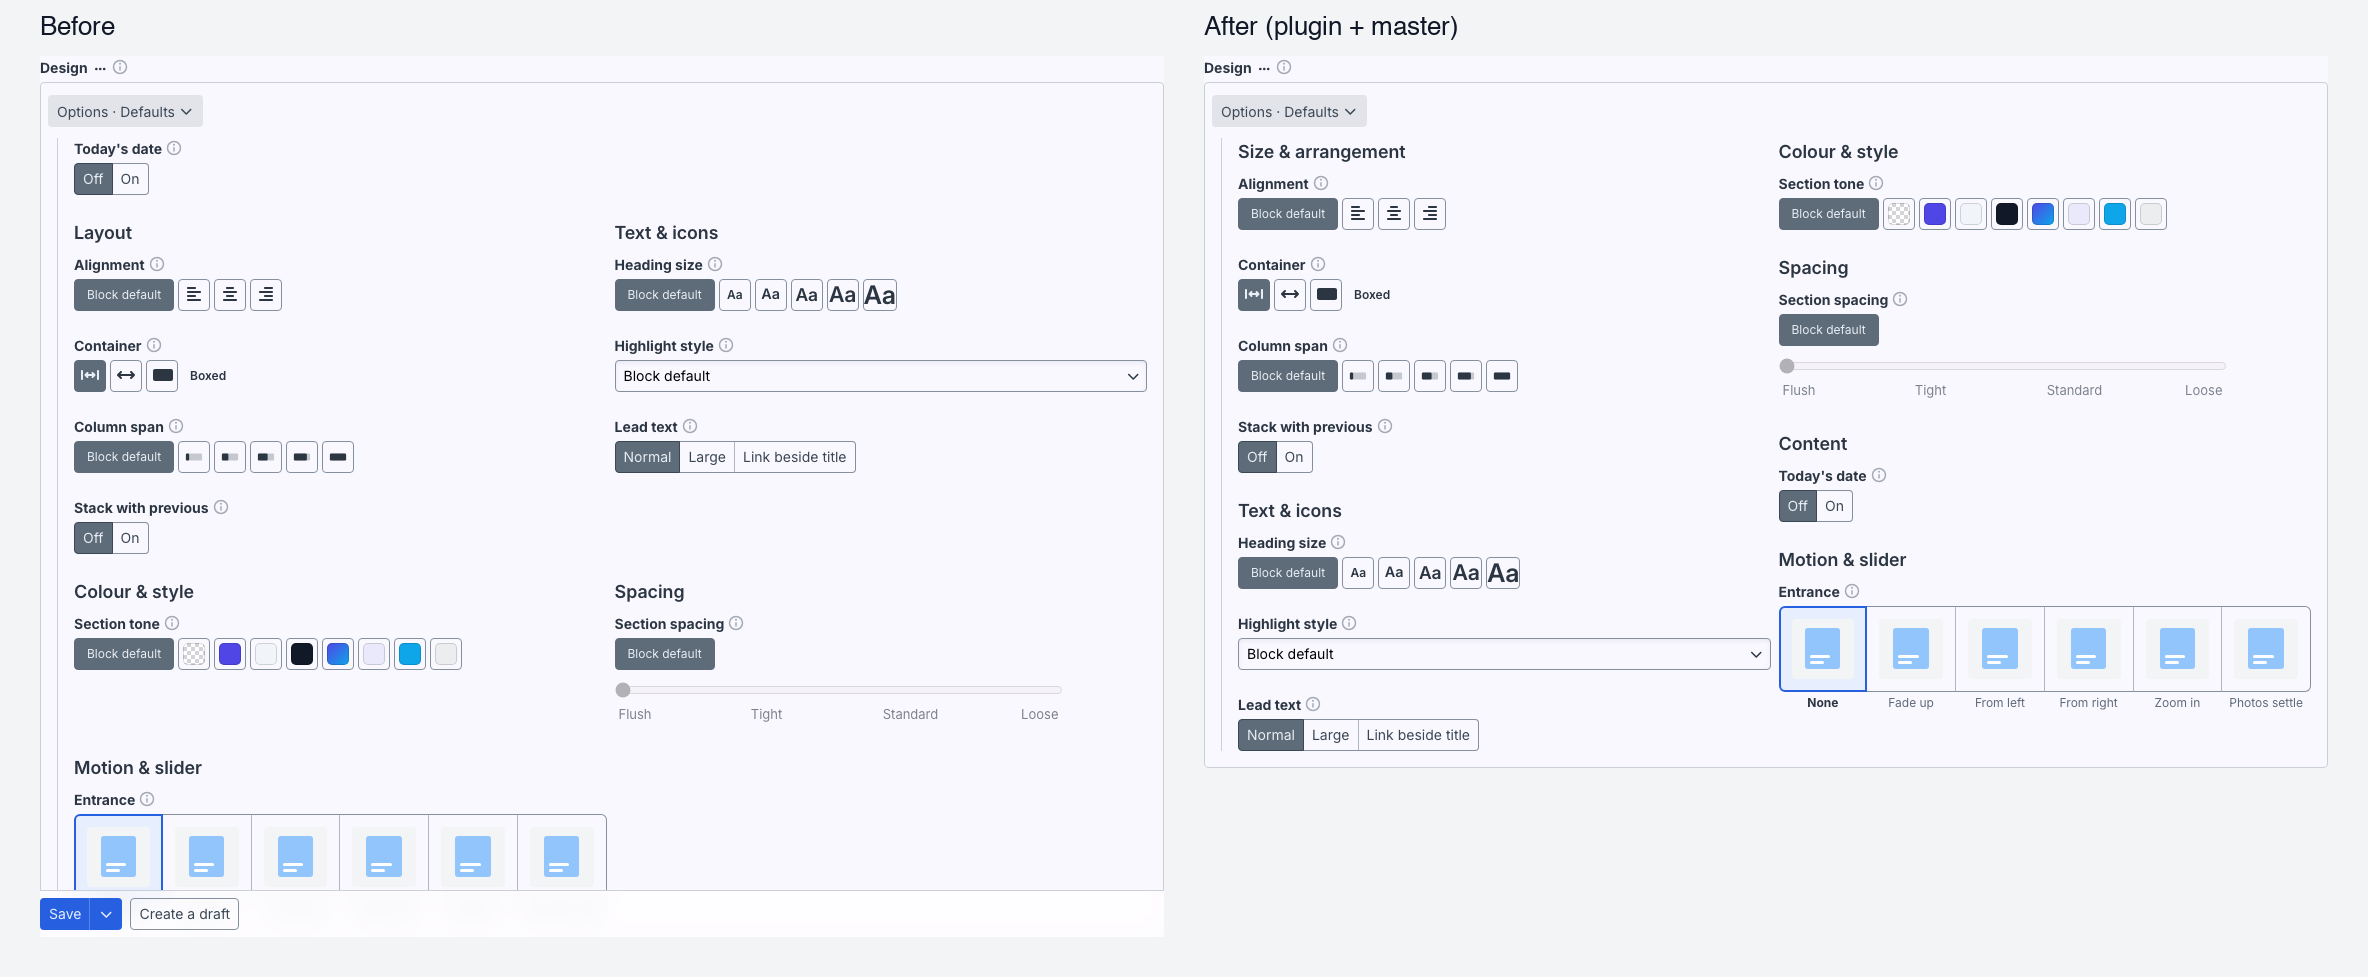 Before
Design ...
Options · Defaults
Today's date
Off On
Layout
Alignment
Block default
Container
Boxed
Column span
Block default
Stack with previous
Off On
Text & icons
Heading size
Block default Aa Aa Aa Aa Aa
Highlight style
Block default
Lead text
Normal Large Link beside title
Colour & style
Section tone
Block default
Spacing
Section spacing
Block default
Flush Tight Standard Loose
Motion & slider
Entrance
Save Create a draft
After (plugin + master)
Design ...
Options · Defaults
Size & arrangement
Alignment
Block default
Container
Boxed
Column span
Block default
Stack with previous
Off On
Text & icons
Heading size
Block default Aa Aa Aa Aa Aa
Highlight style
Block default
Lead text
Normal Large Link beside title
Colour & style
Section tone
Block default
Spacing
Section spacing
Block default
Flush Tight Standard Loose
Content
Today's date
Off On
Motion & slider
Entrance
None Fade up From left From right Zoom in Photos settle